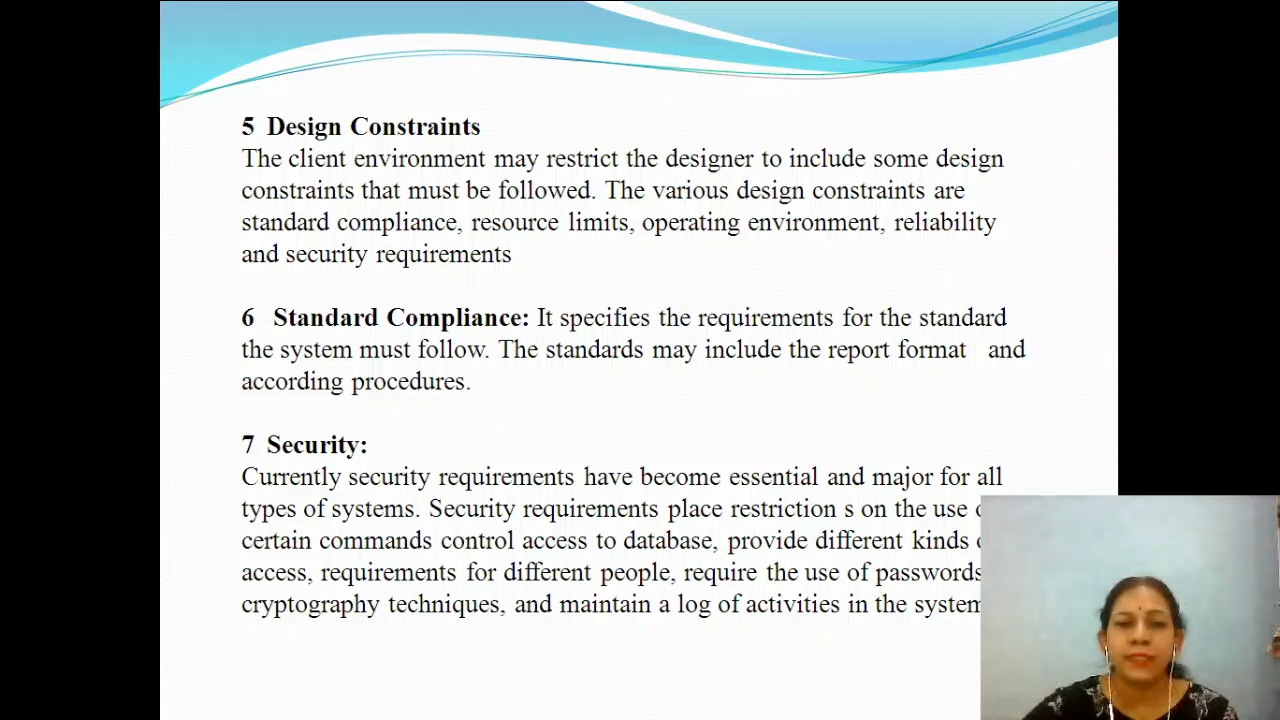 5 Design Constraints
The client environment may restrict the designer to include some design
constraints that must be followed. The various design constraints are
standard compliance, resource limits, operating environment, reliability
and security requirements
6 Standard Compliance: It specifies the requirements for the standard
the system must follow. The standards may include the report format and
according procedures.
7 Security:
Currently security requirements have become essential and major for all
types of systems. Security requirements place restriction s on the use
certain commands control access to database, provide different kinds
access, requirements for different people, require the use of passwords
cryptography techniques, and maintain a log of activities in the system